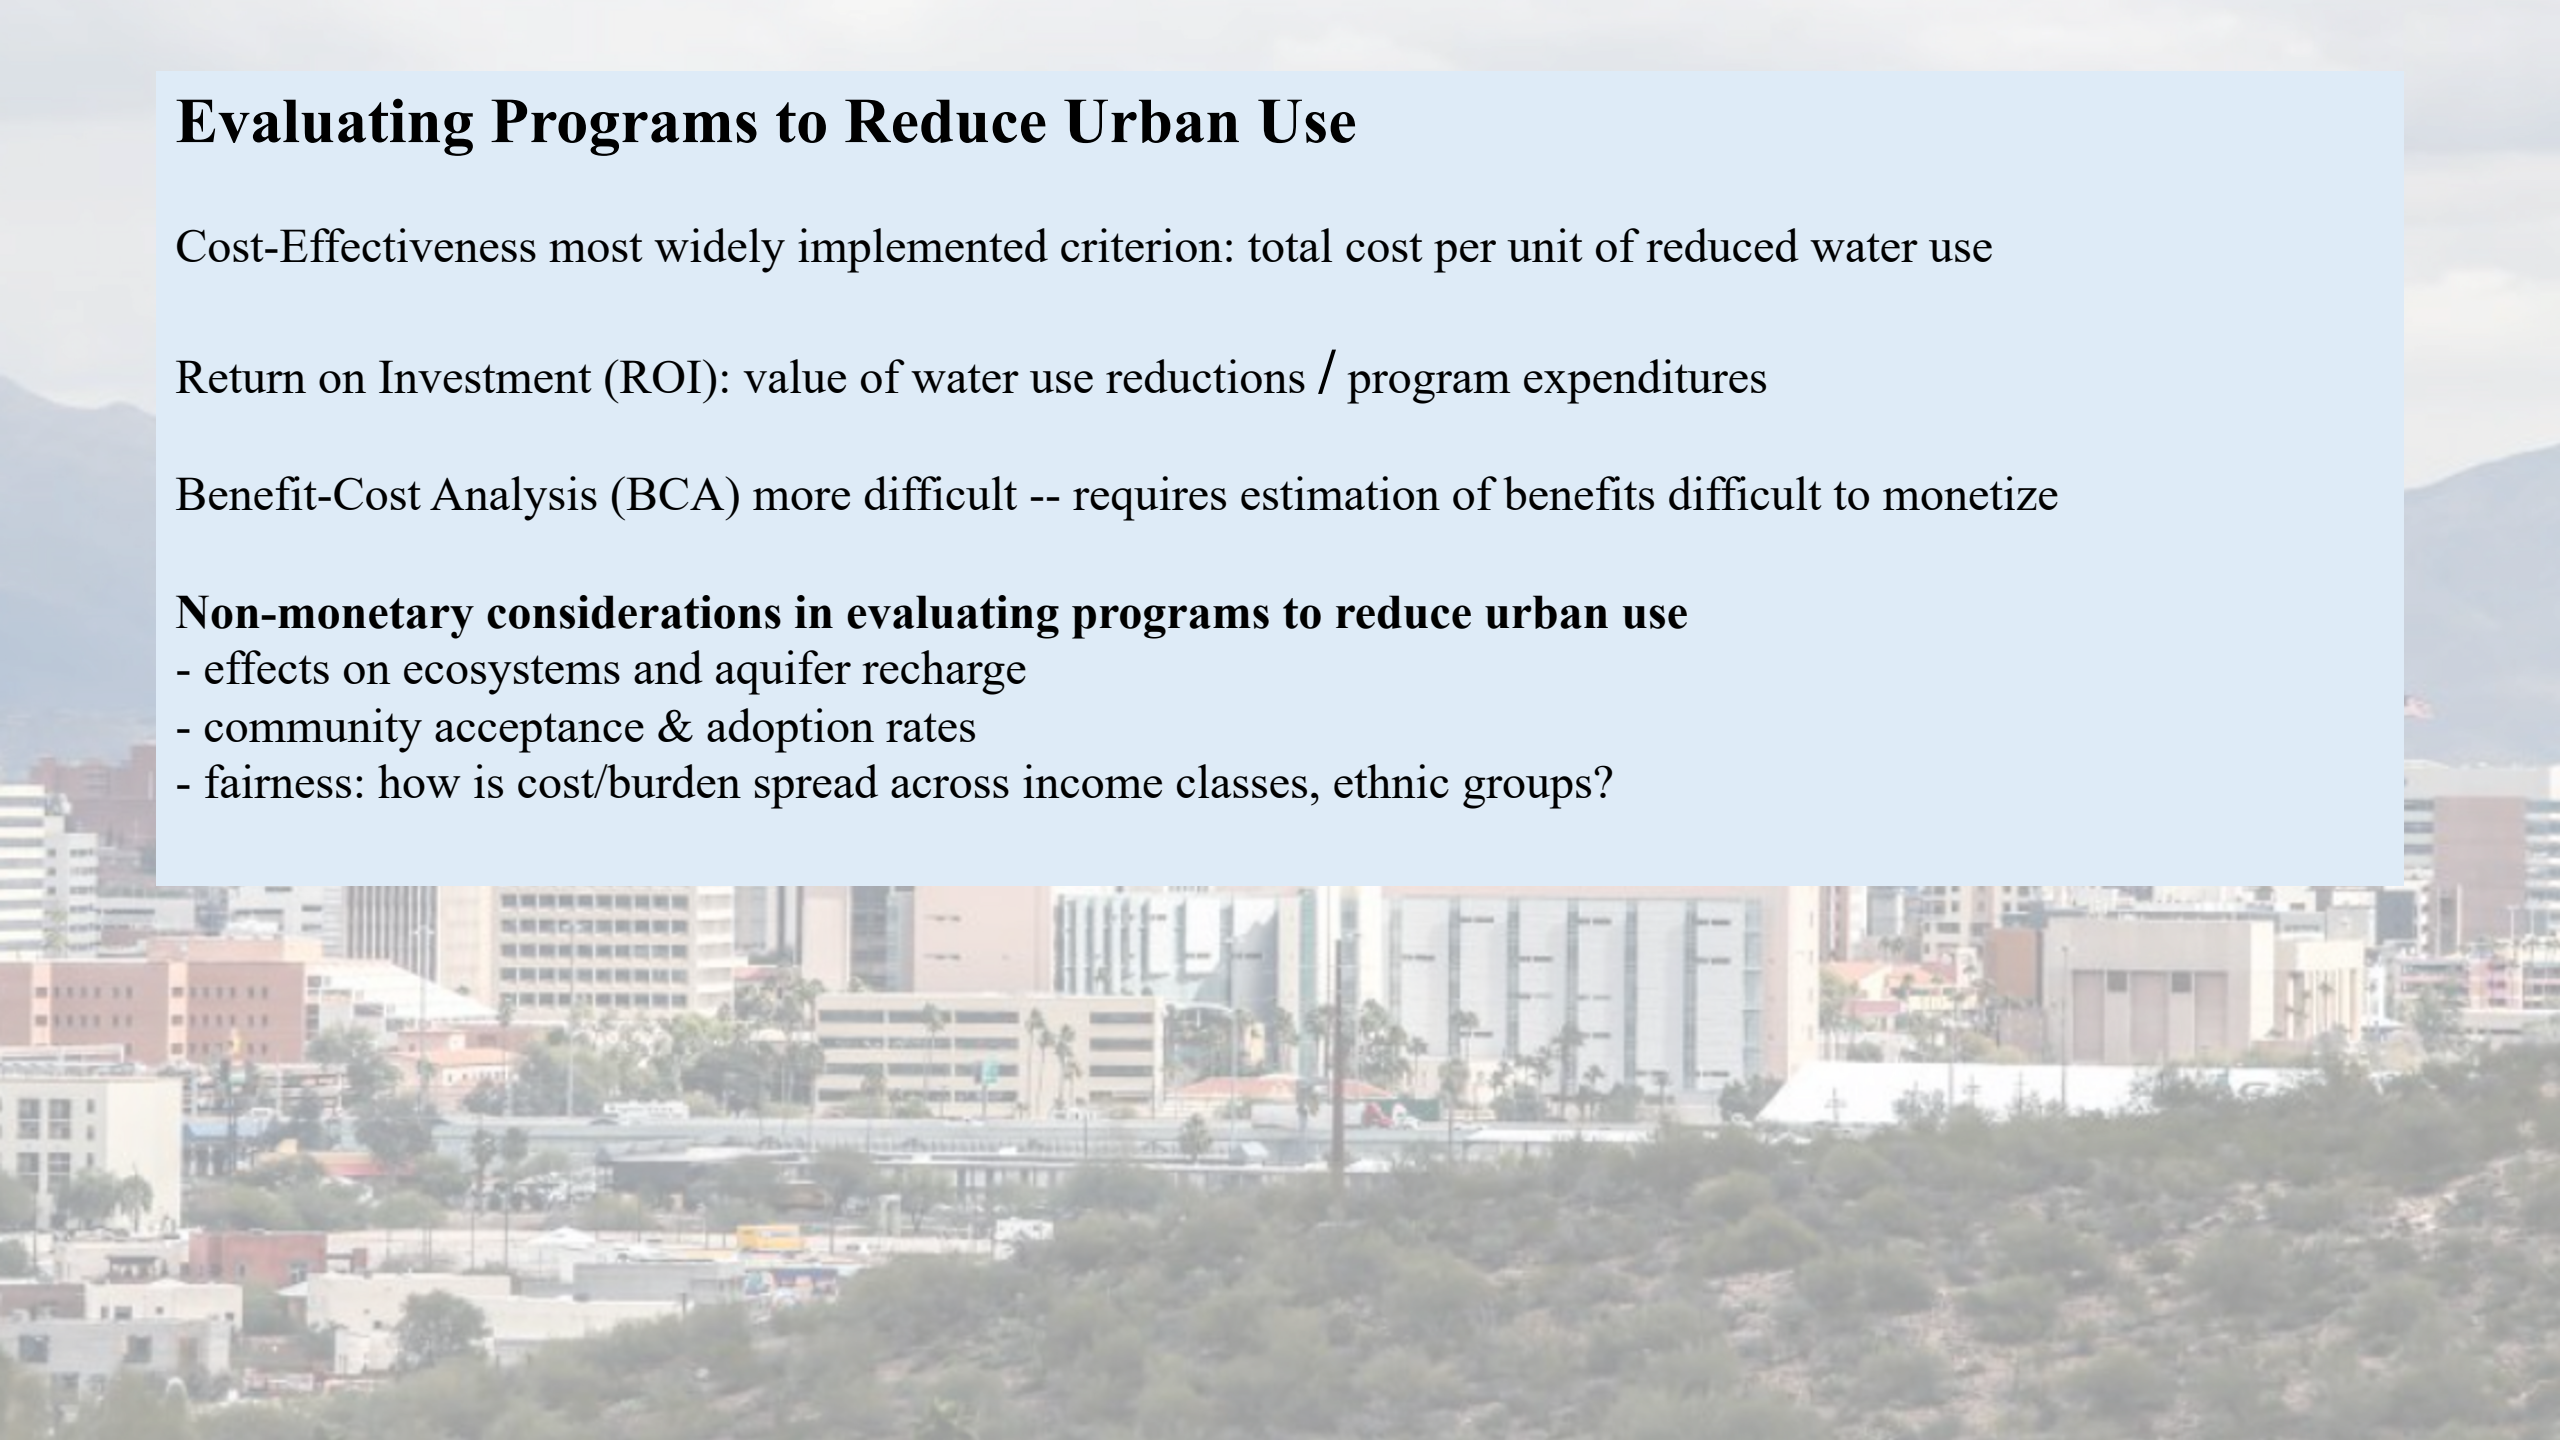 Evaluating Programs to Reduce Urban Use
Cost-Effectiveness most widely implemented criterion: total cost per unit of reduced water use
Return on Investment (ROI): value of water use reductions / program expenditures
Benefit-Cost Analysis (BCA) more difficult -- requires estimation of benefits difficult to monetize
Non-monetary considerations in evaluating programs to reduce urban use
- effects on ecosystems and aquifer recharge
- community acceptance & adoption rates
- fairness: how is cost/burden spread across income classes, ethnic groups?